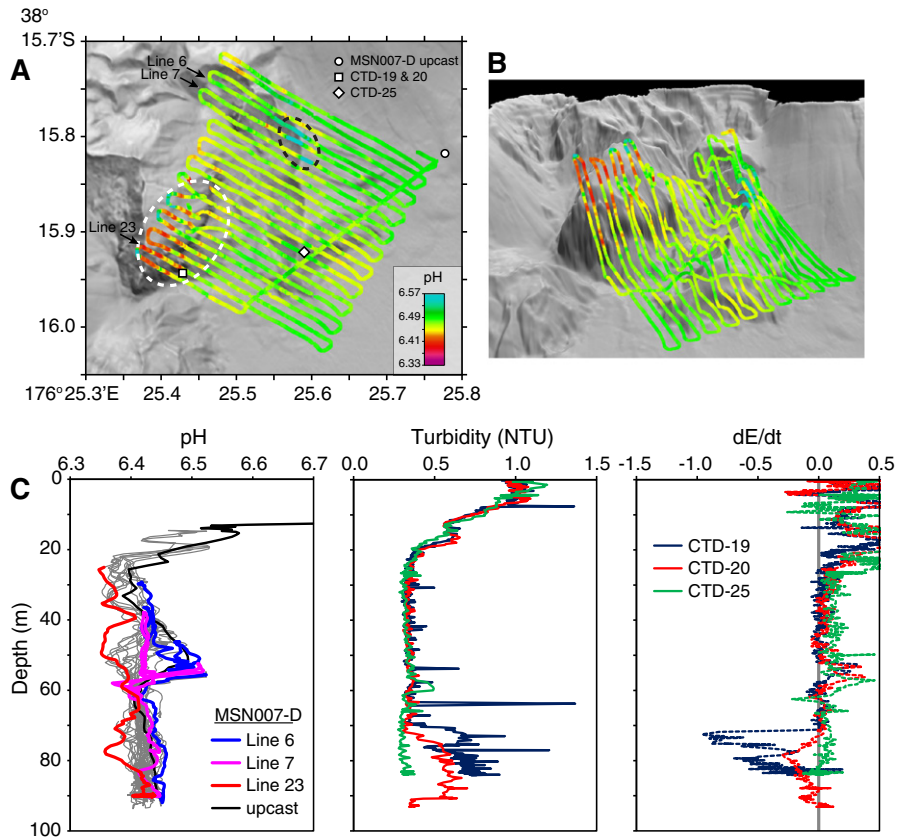 38º
15.7'S
A
Line 6
Line 7
MSN007-D upcast
CTD-19 & 20
CTD-25
B
15.8
15.9
Line 23
16.0
pH
6.57
6.49
6.41
6.33
176º25.3'E
25.4
25.5
25.6
25.7
25.8
C
pH
6.3
6.4
6.5
6.6
6.7
Turbidity (NTU)
0.0
0.5
1.0
1.5
dE/dt
-1.5
-1.0
-0.5
0.0
0.5
Depth (m)
0
20
40
60
80
100
MSN007-D
Line 6
Line 7
Line 23
upcast
CTD-19
CTD-20
CTD-25